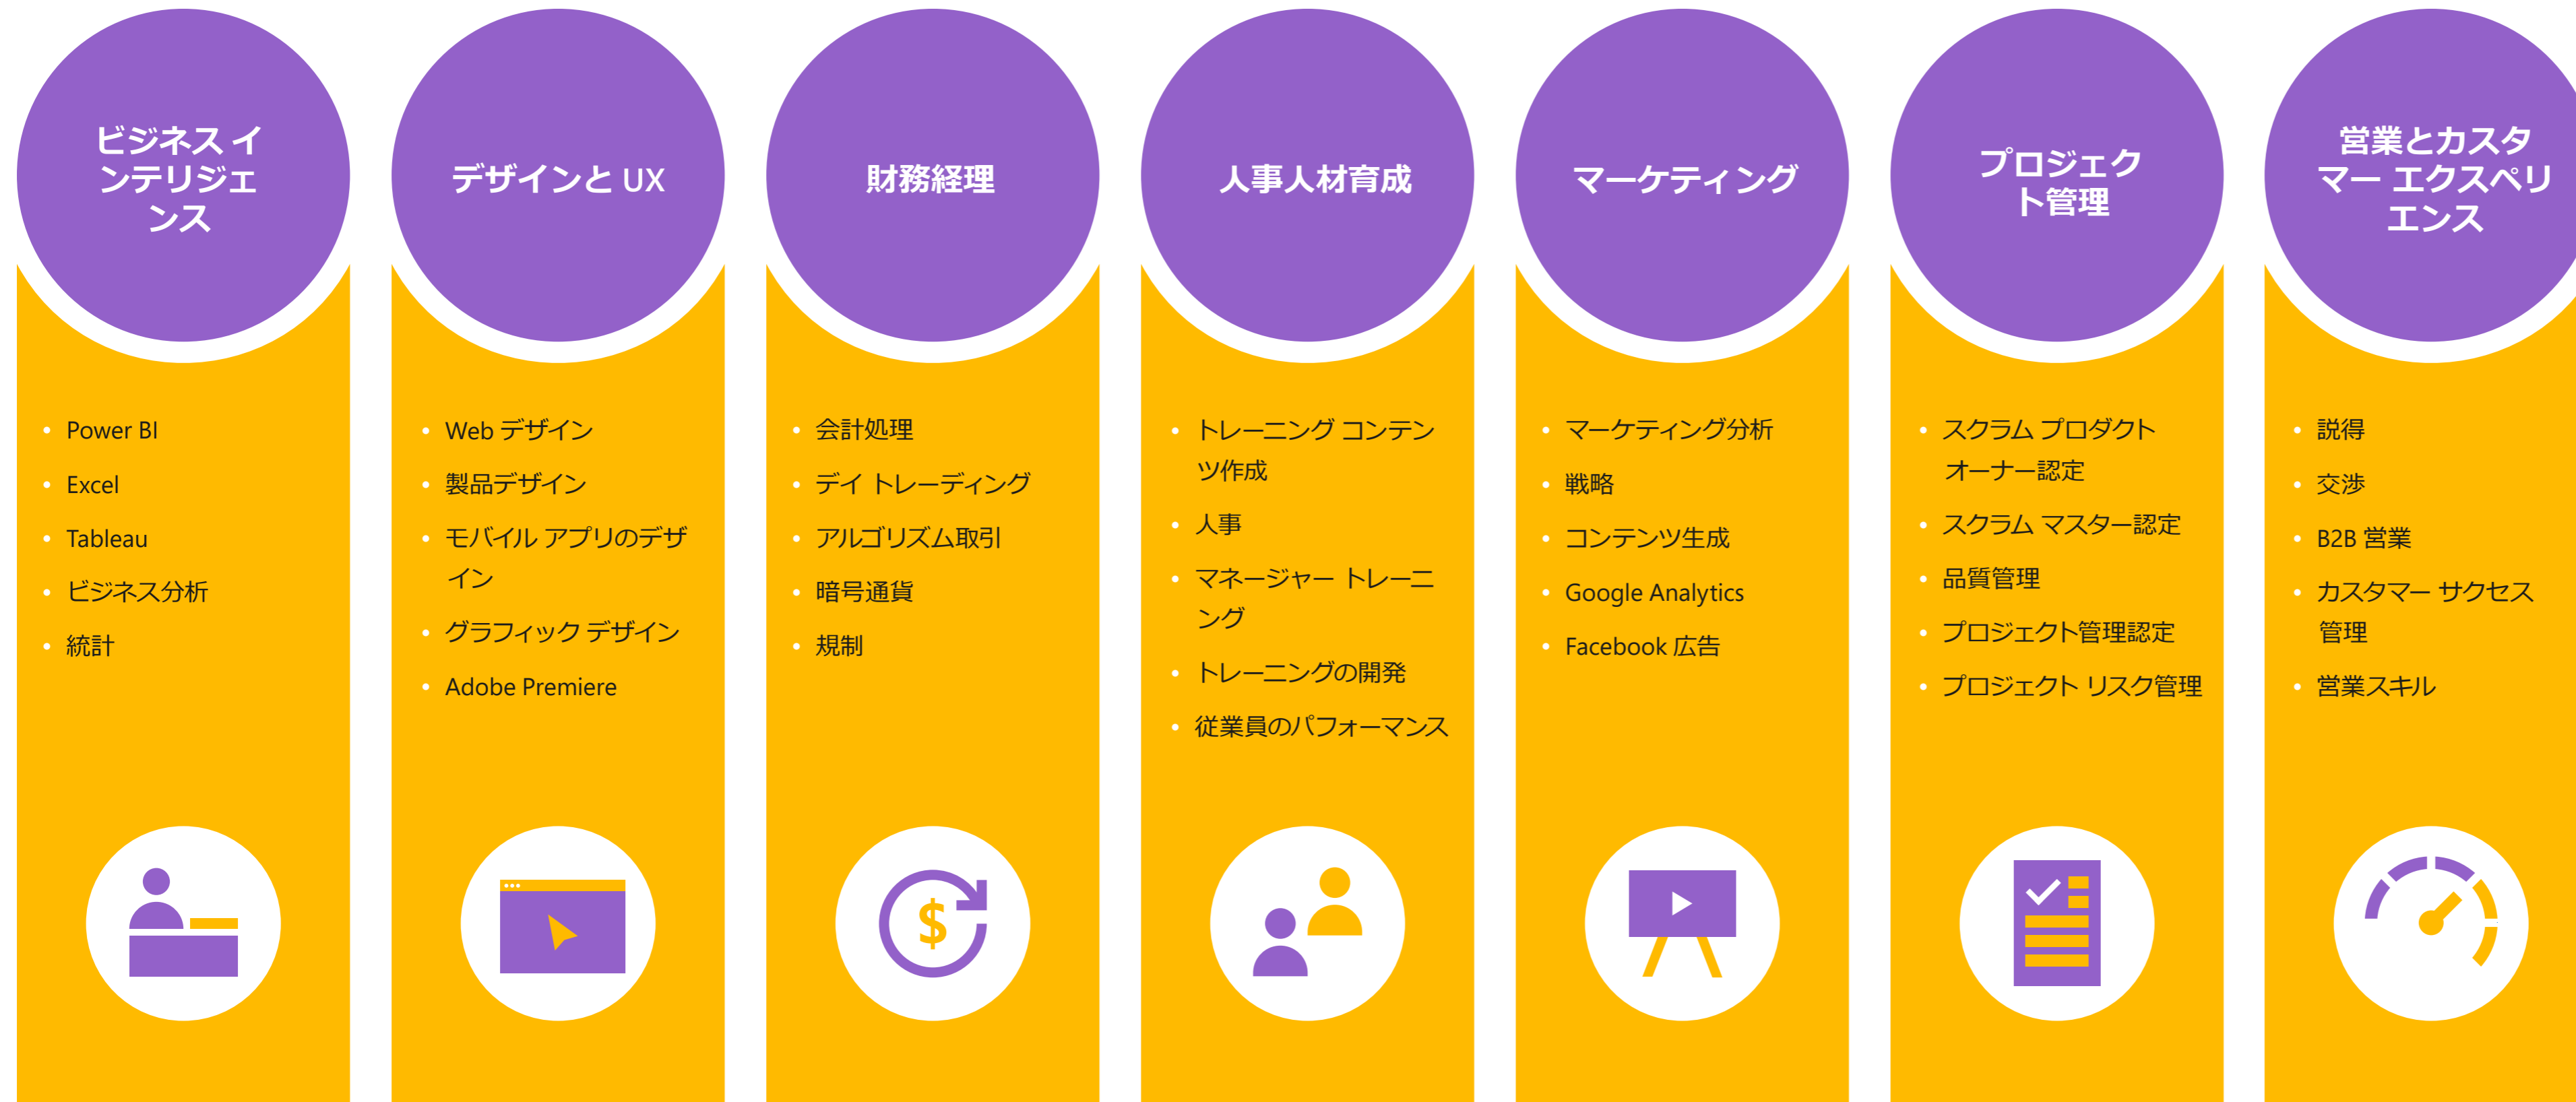 ビジネス イ
ンテリジェ
ンス
Power BI
Excel
Tableau
ビジネス分析
統計
デザインと UX
Web デザイン
製品デザイン
モバイル アプリのデザ
イン
グラフィック デザイン
Adobe Premiere
財務経理
会計処理
デイ トレーディング
アルゴリズム取引
暗号通貨
規制
$
人事人材育成
トレーニング コンテン
ツ作成
人事
マネージャー トレーニ
ング
トレーニングの開発
従業員のパフォーマンス
マーケティング
マーケティング分析
戦略
コンテンツ生成
Google Analytics
Facebook 広告
プロジェク
ト管理
スクラム プロダクト
オーナー認定
スクラム マスター認定
品質管理
プロジェクト管理認定
プロジェクト リスク管理
営業とカスタ
マー エクスペリ
エンス
説得
交渉
B2B 営業
カスタマー サクセス
管理
営業スキル